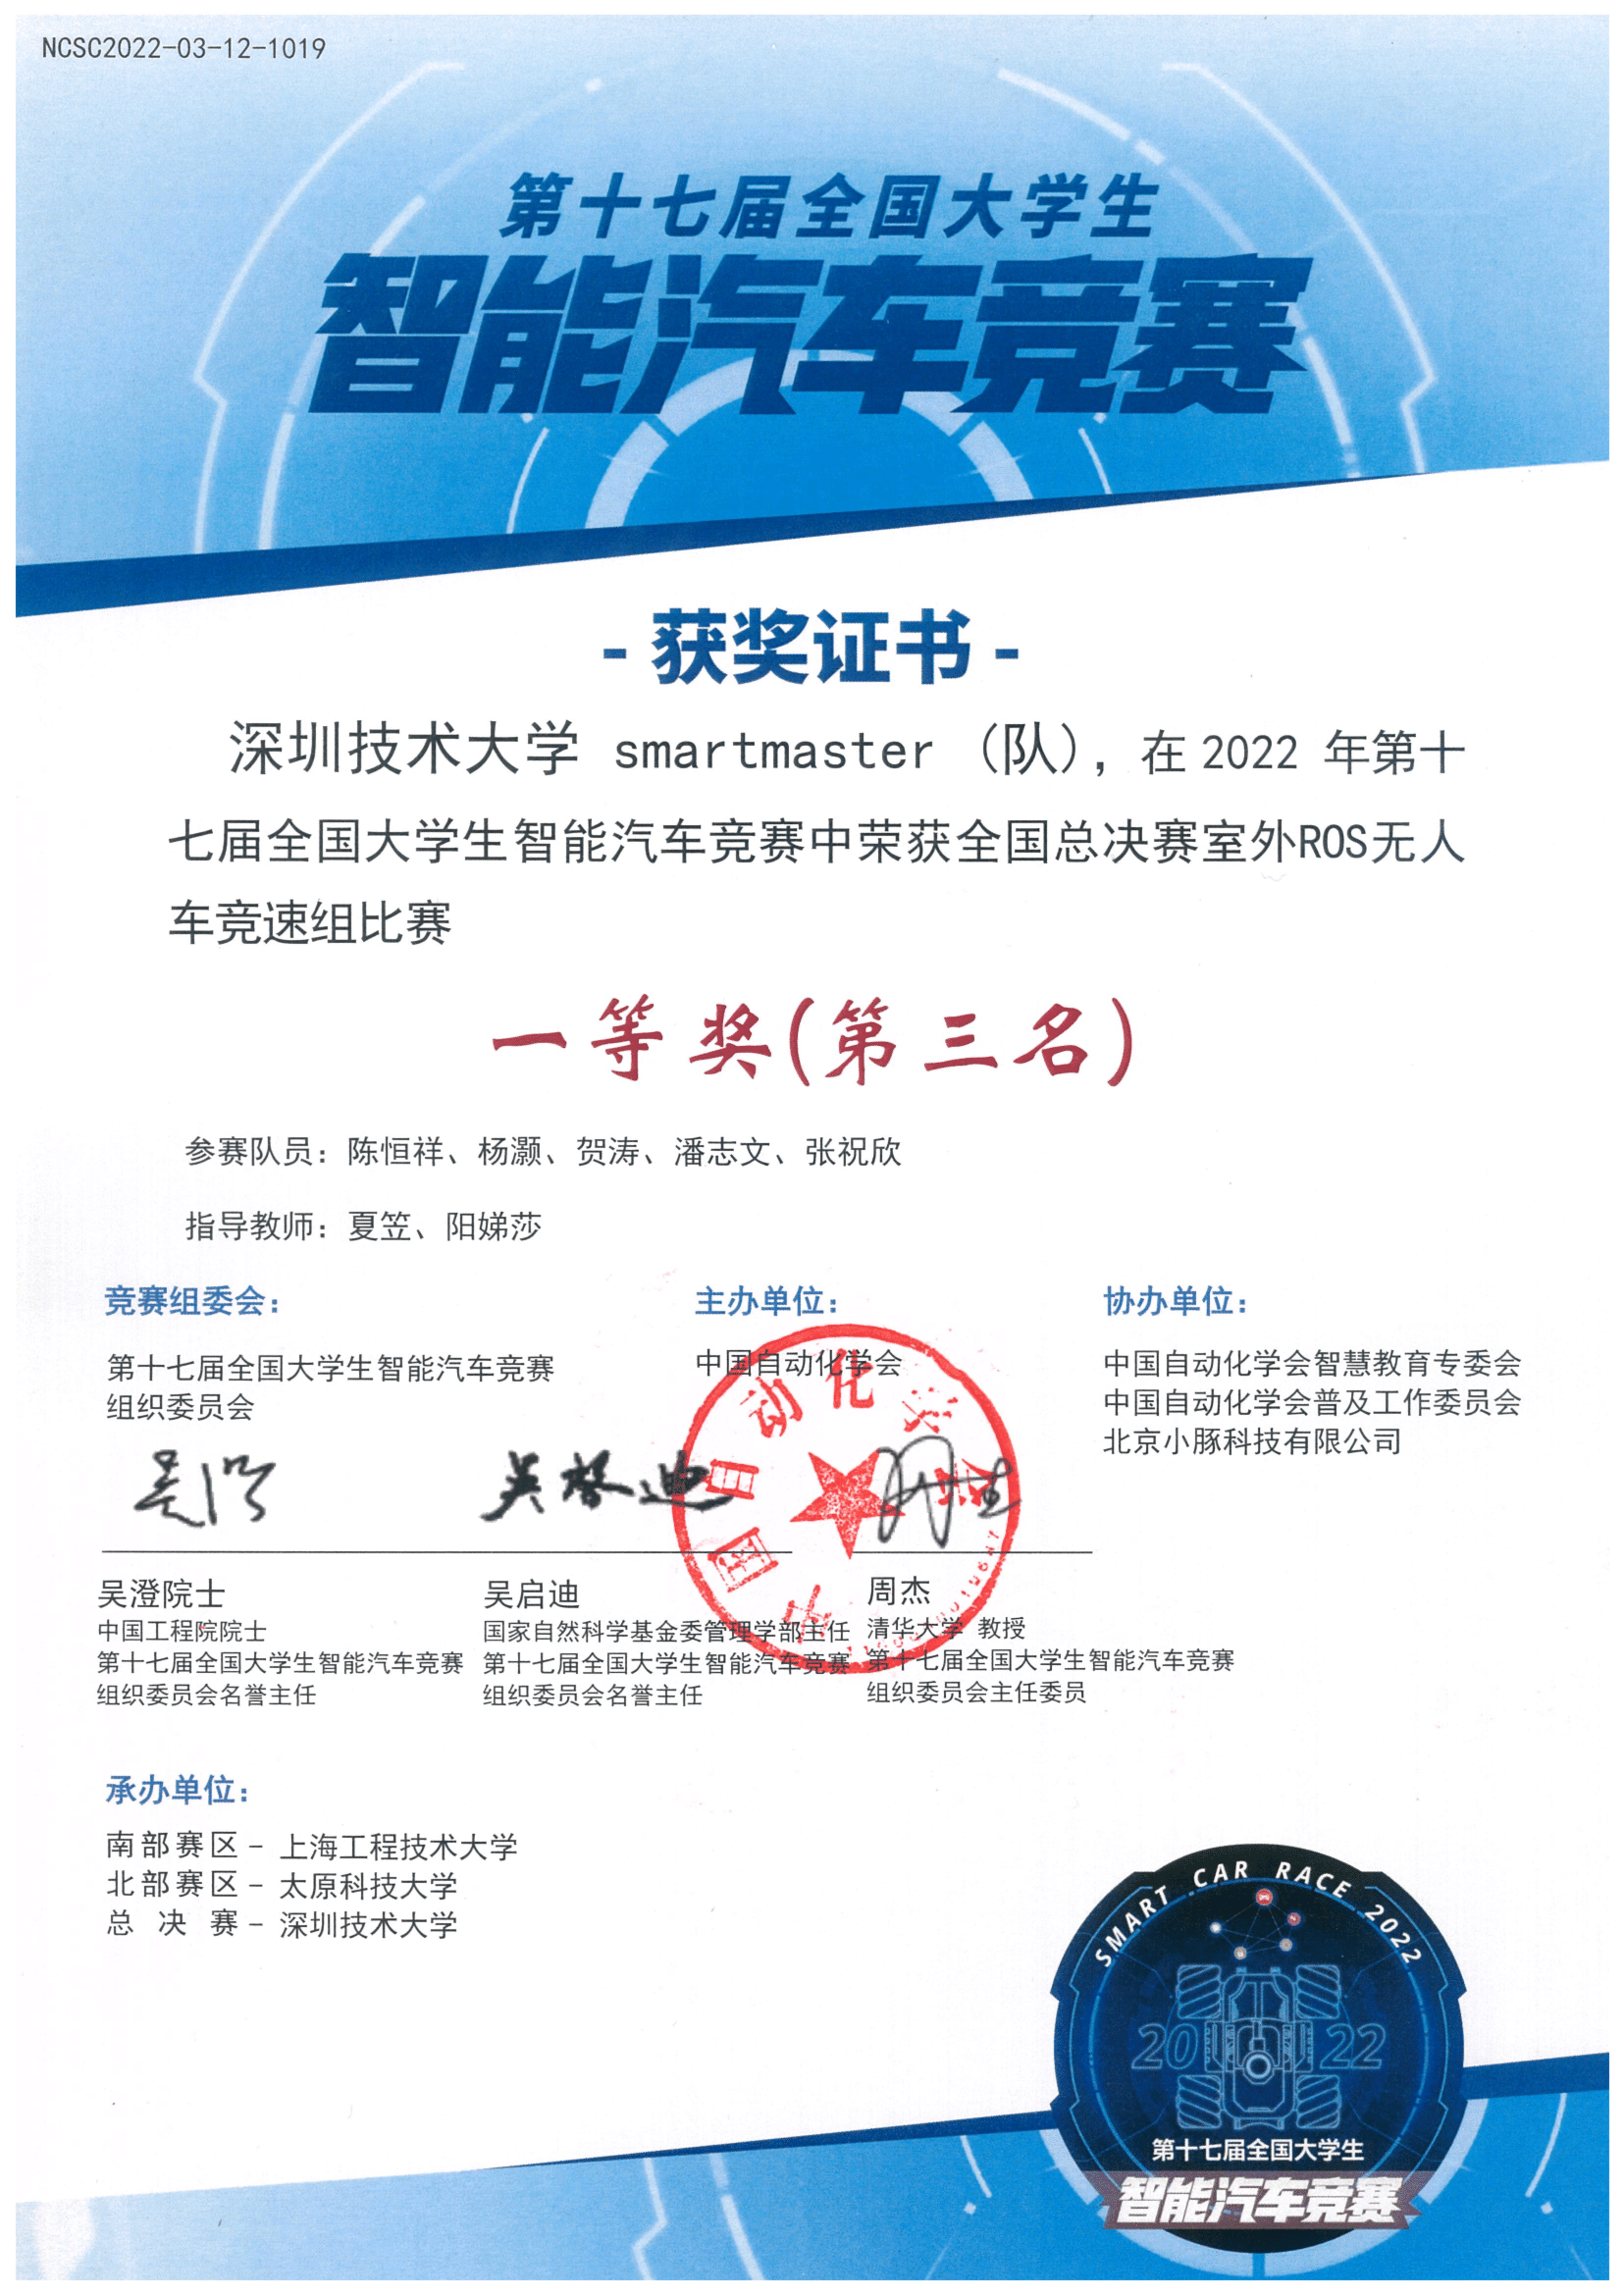 NCSC2022-03-12-1019
第十七届全国大学生
智能汽车竞赛
- 获奖证书 -
深圳技术大学 smartmaster （队），在 2022 年第十
七届全国大学生智能汽车竞赛中荣获全国总决赛室外ROS无人
车竞速组比赛
一等奖(第三名)
参赛队员：陈恒祥、杨灏、贺涛、潘志文、张祝欣
指导教师：夏笠、阳娣莎
竞赛组委会：
第十七届全国大学生智能汽车竞赛
组织委员会
主办单位：
中国自动化学会
协办单位：
中国自动化学会智慧教育专委会
中国自动化学会普及工作委员会
北京小豚科技有限公司
中国自动化学会
吴澄
吴启迪
吴澄院士
中国工程院院士
第十七届全国大学生智能汽车竞赛
组织委员会名誉主任
吴启迪
国家自然科学基金委管理学部主任
第十七届全国大学生智能汽车竞赛
组织委员会名誉主任
周杰
清华大学 教授
第十七届全国大学生智能汽车竞赛
组织委员会主任委员
承办单位：
南部赛区 - 上海工程技术大学
北部赛区 - 太原科技大学
总 决 赛 - 深圳技术大学
SMART CAR RACE 2022
2022
第十七届全国大学生
智能汽车竞赛